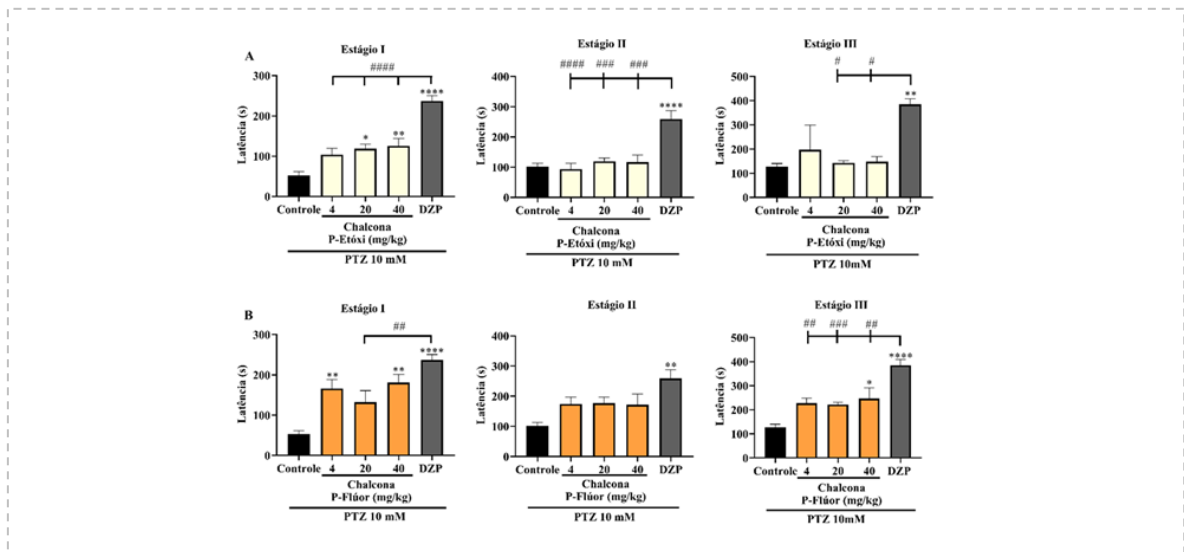 A
Estágio I
####
Latência (s)
300
200
100
0
*
**
****
Controle 4 20 40 DZP
Chalcona
P-Etóxi (mg/kg)
PTZ 10 mM
Estágio II
#### ### ###
Latência (s)
400
300
200
100
0
****
Controle 4 20 40 DZP
Chalcona
P-Etóxi (mg/kg)
PTZ 10 mM
Estágio III
# #
Latência (s)
500
400
300
200
100
0
**
Controle 4 20 40 DZP
Chalcona
P-Etóxi (mg/kg)
PTZ 10mM
B
Estágio I
##
Latência (s)
300
200
100
0
**
**
****
Controle 4 20 40 DZP
Chalcona
P-Flúor (mg/kg)
PTZ 10 mM
Estágio II
Latência (s)
400
300
200
100
0
**
Controle 4 20 40 DZP
Chalcona
P-Flúor (mg/kg)
PTZ 10 mM
Estágio III
## ### ##
Latência (s)
500
400
300
200
100
0
*
****
Controle 4 20 40 DZP
Chalcona
P-Flúor (mg/kg)
PTZ 10mM